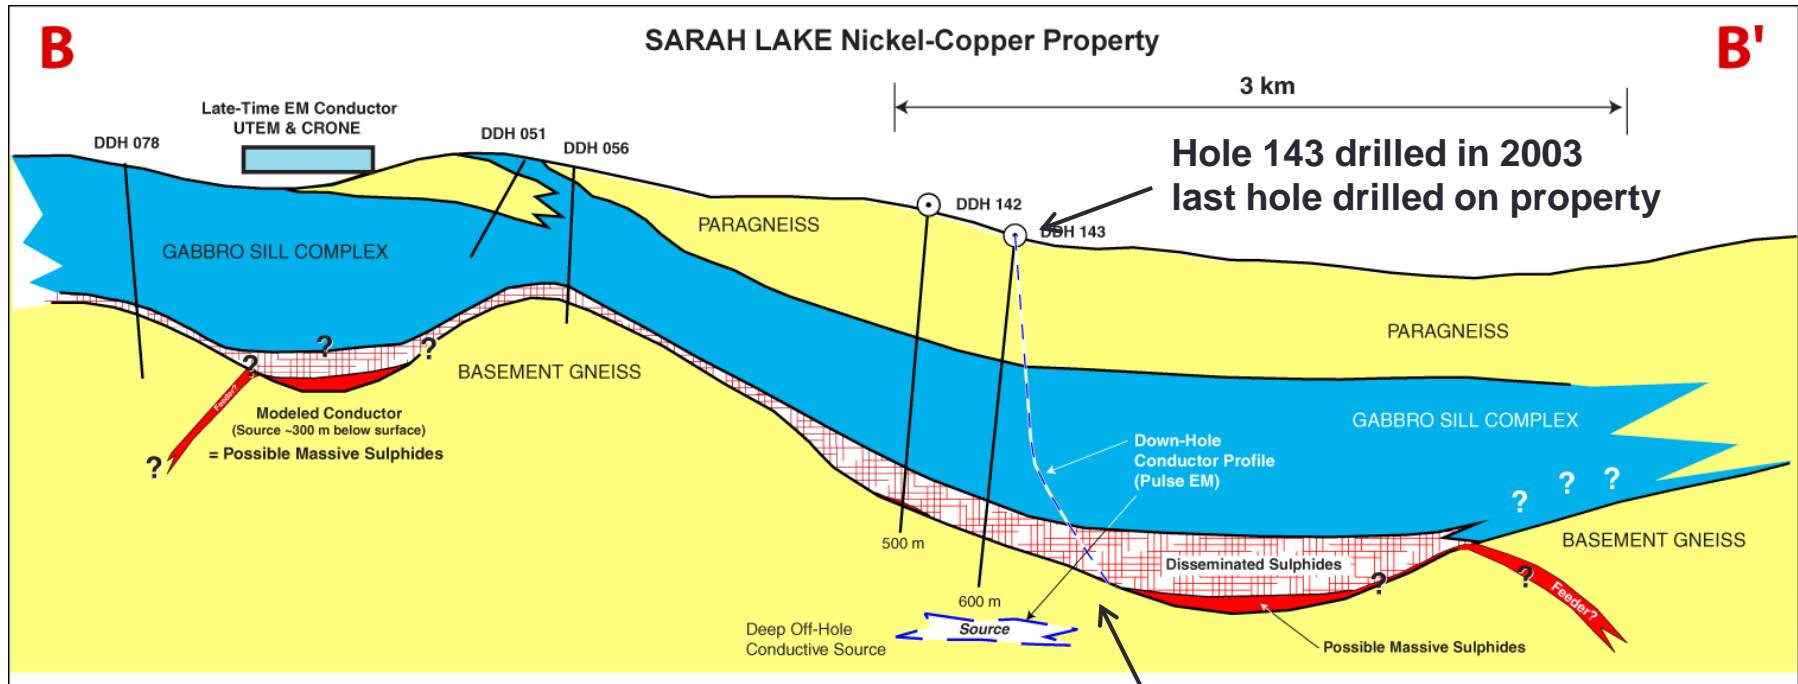 B
SARAH LAKE Nickel-Copper Property
B'
3 km
Late-Time EM Conductor
UTEM & CRONE
DDH 078
DDH 051
DDH 056
Hole 143 drilled in 2003
last hole drilled on property
DDH 142
DDH 143
PARAGNEISS
GABBRO SILL COMPLEX
PARAGNEISS
?
?
?
BASEMENT GNEISS
Feeder?
Modeled Conductor
(Source ~300 m below surface)
= Possible Massive Sulphides
?
GABBRO SILL COMPLEX
Down-Hole
Conductor Profile
(Pulse EM)
? ? ?
500 m
BASEMENT GNEISS
Disseminated Sulphides
?
?
Feeder?
600 m
Deep Off-Hole
Conductive Source
Source
Possible Massive Sulphides